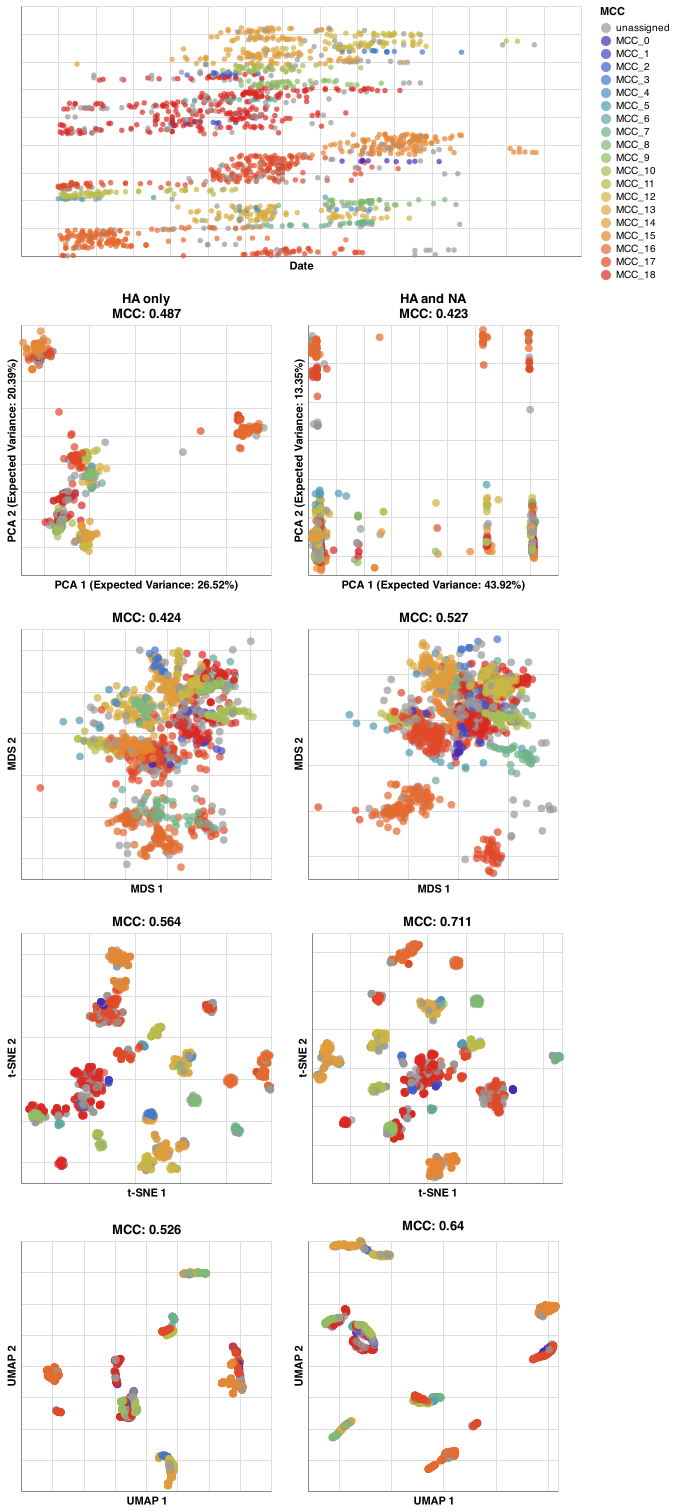 MCC
unassigned
MCC_0
MCC_1
MCC_2
MCC_3
MCC_4
MCC_5
MCC_6
MCC_7
MCC_8
MCC_9
MCC_10
MCC_11
MCC_12
MCC_13
MCC_14
MCC_15
MCC_16
MCC_17
MCC_18
Date
HA only
MCC: 0.487
HA and NA
MCC: 0.423
PCA 2 (Expected Variance: 20.39%)
PCA 1 (Expected Variance: 26.52%)
PCA 2 (Expected Variance: 13.35%)
PCA 1 (Expected Variance: 43.92%)
MCC: 0.424
MCC: 0.527
MDS 2
MDS 1
MDS 2
MDS 1
MCC: 0.564
MCC: 0.711
t-SNE 2
t-SNE 1
t-SNE 2
t-SNE 1
MCC: 0.526
MCC: 0.64
UMAP 2
UMAP 1
UMAP 2
UMAP 1